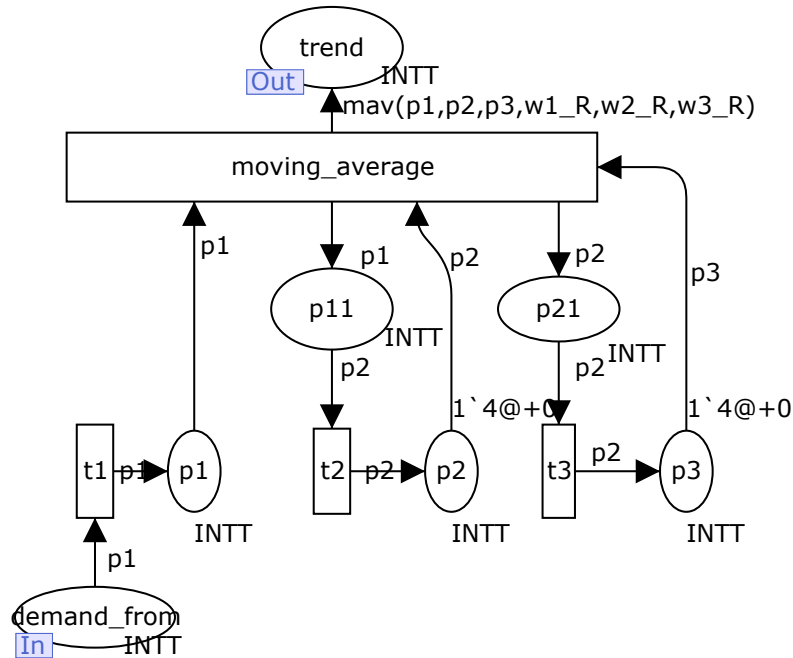 trend
INTT
Out
mav(p1,p2,p3,w1_R,w2_R,w3_R)
moving_average
p1
p1
p2
p2
p3
p11
INTT
p21
INTT
p2
p2
1`4@+0
1`4@+0
t1
p1
p1
t2
p2
p2
t3
p2
p3
INTT
INTT
INTT
p1
demand_from
In
INTT